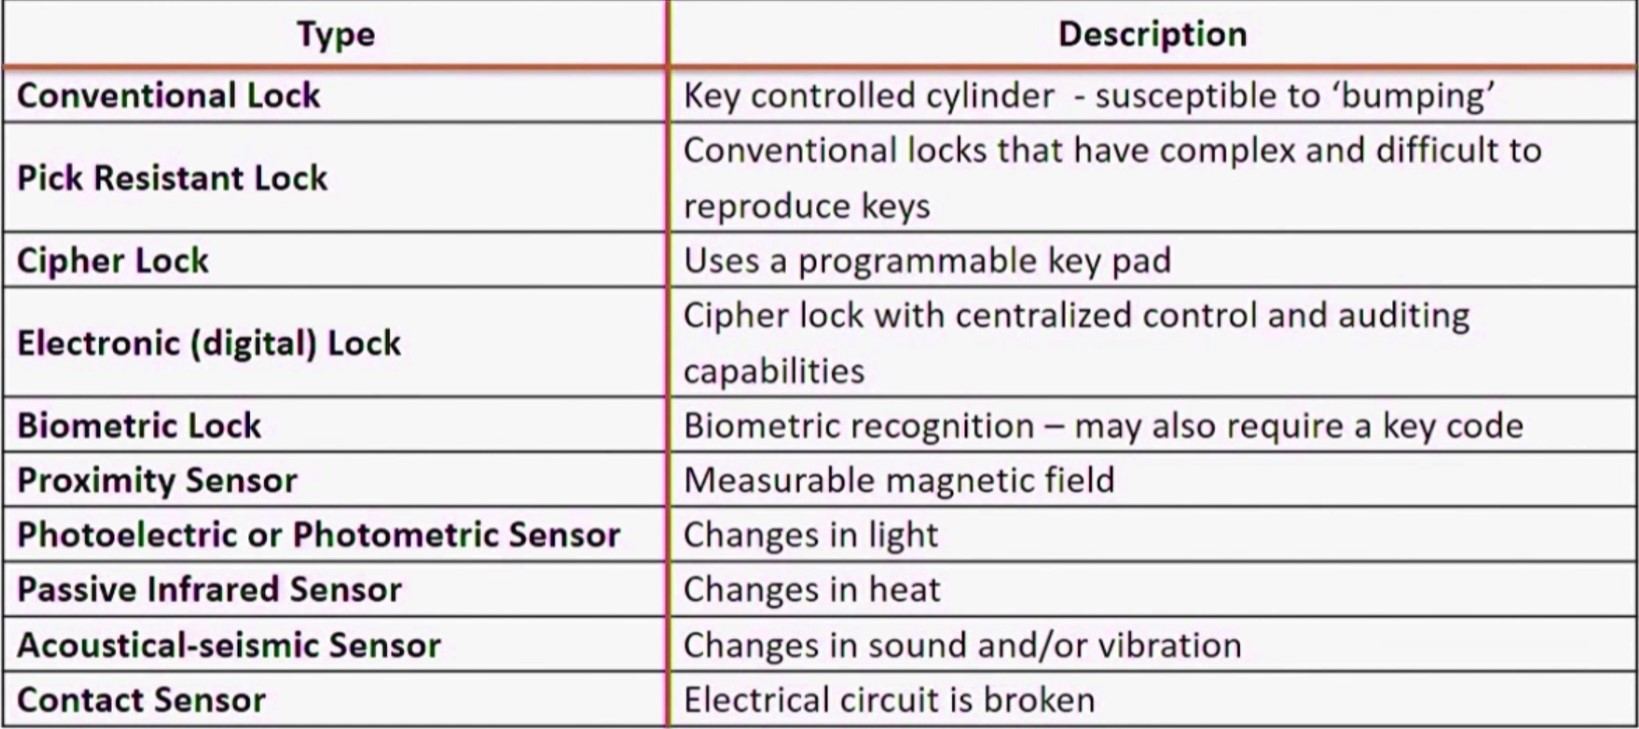 Type Description
Conventional Lock Key controlled cylinder - susceptible to ‘bumping’
Pick Resistant Lock Conventional locks that have complex and difficult to
reproduce keys
Cipher Lock Uses a programmable key pad
Electronic (digital) Lock Cipher lock with centralized control and auditing
capabilities
Biometric Lock Biometric recognition – may also require a key code
Proximity Sensor Measurable magnetic field
Photoelectric or Photometric Sensor Changes in light
Passive Infrared Sensor Changes in heat
Acoustical-seismic Sensor Changes in sound and/or vibration
Contact Sensor Electrical circuit is broken